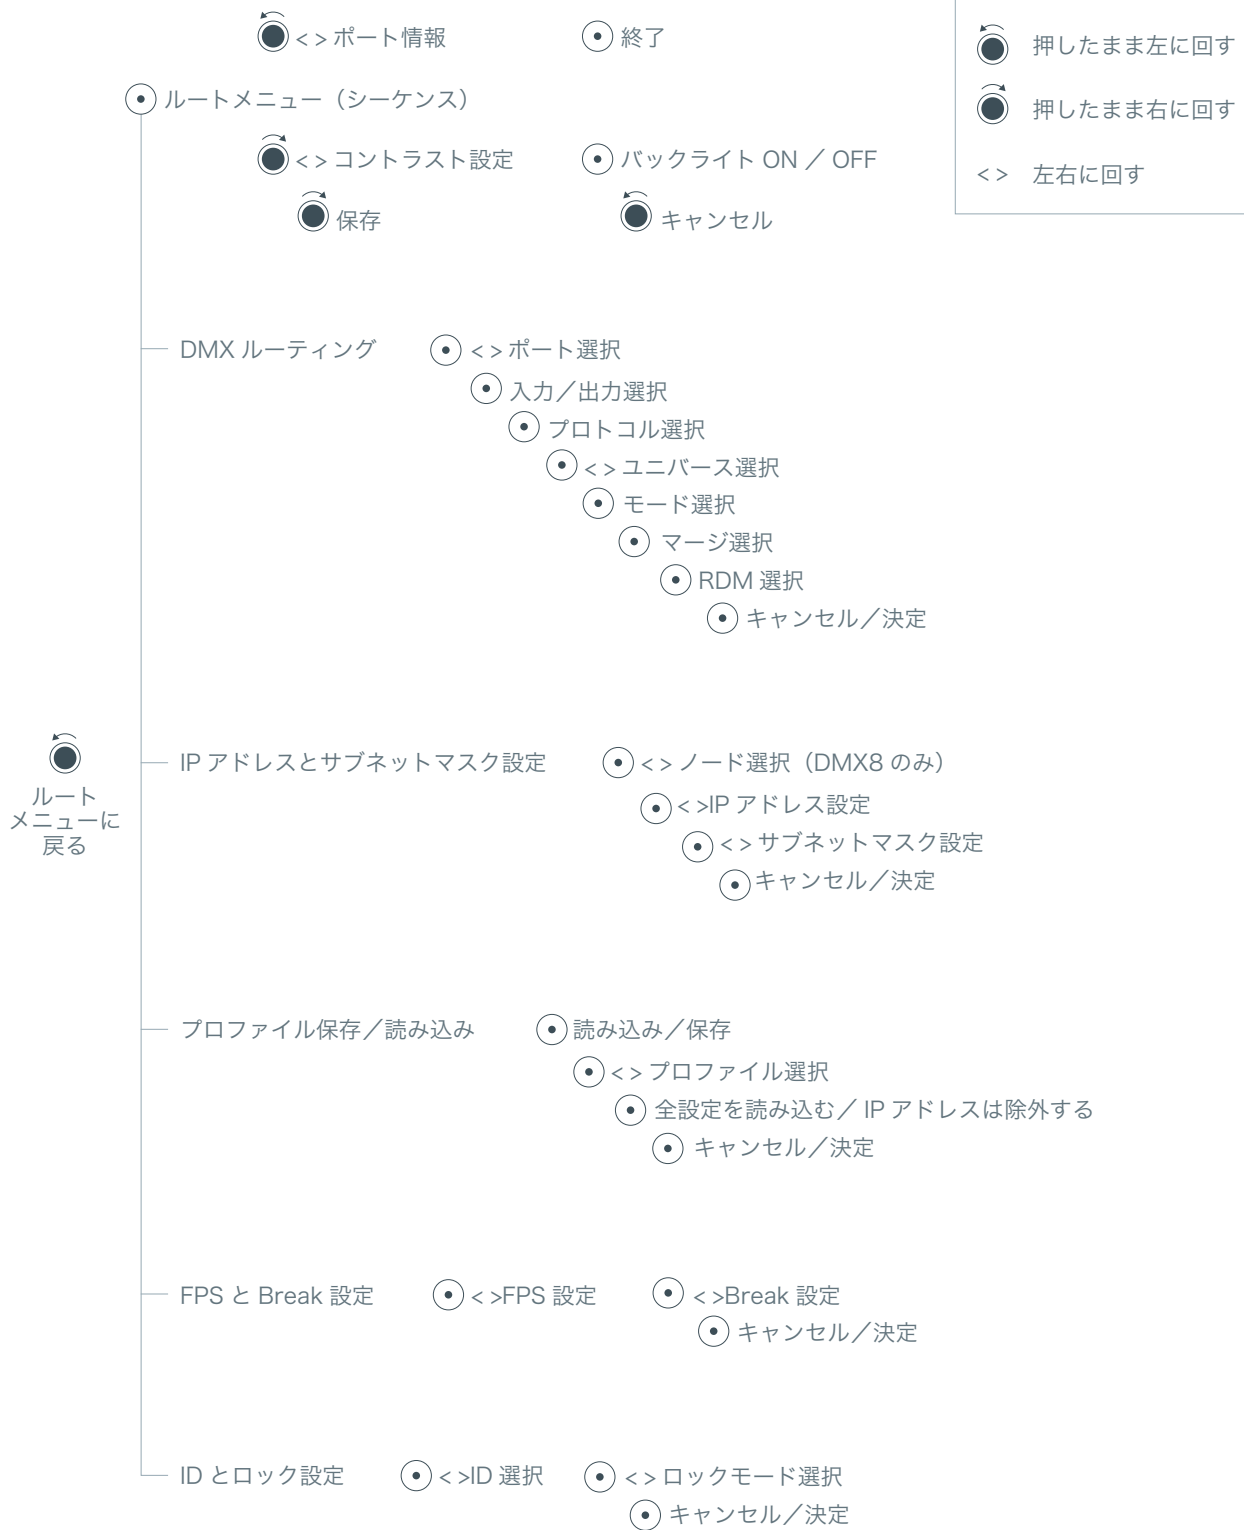 <>ポート情報
終了
押したまま左に回す
ルートメニュー（シーケンス）
押したまま右に回す
<>コントラスト設定
バックライト ON ／ OFF
<> 左右に回す
保存
キャンセル
DMX ルーティング
<>ポート選択
入力／出力選択
プロトコル選択
<>ユニバース選択
モード選択
マージ選択
RDM 選択
キャンセル／決定
IP アドレスとサブネットマスク設定
<>ノード選択（DMX8 のみ）
ルート
メニューに
戻る
<>IP アドレス設定
<>サブネットマスク設定
キャンセル／決定
プロファイル保存／読み込み
読み込み／保存
<>プロファイル選択
全設定を読み込む／ IP アドレスは除外する
キャンセル／決定
FPS と Break 設定
<>FPS 設定
<>Break 設定
キャンセル／決定
ID とロック設定
<>ID 選択
<>ロックモード選択
キャンセル／決定